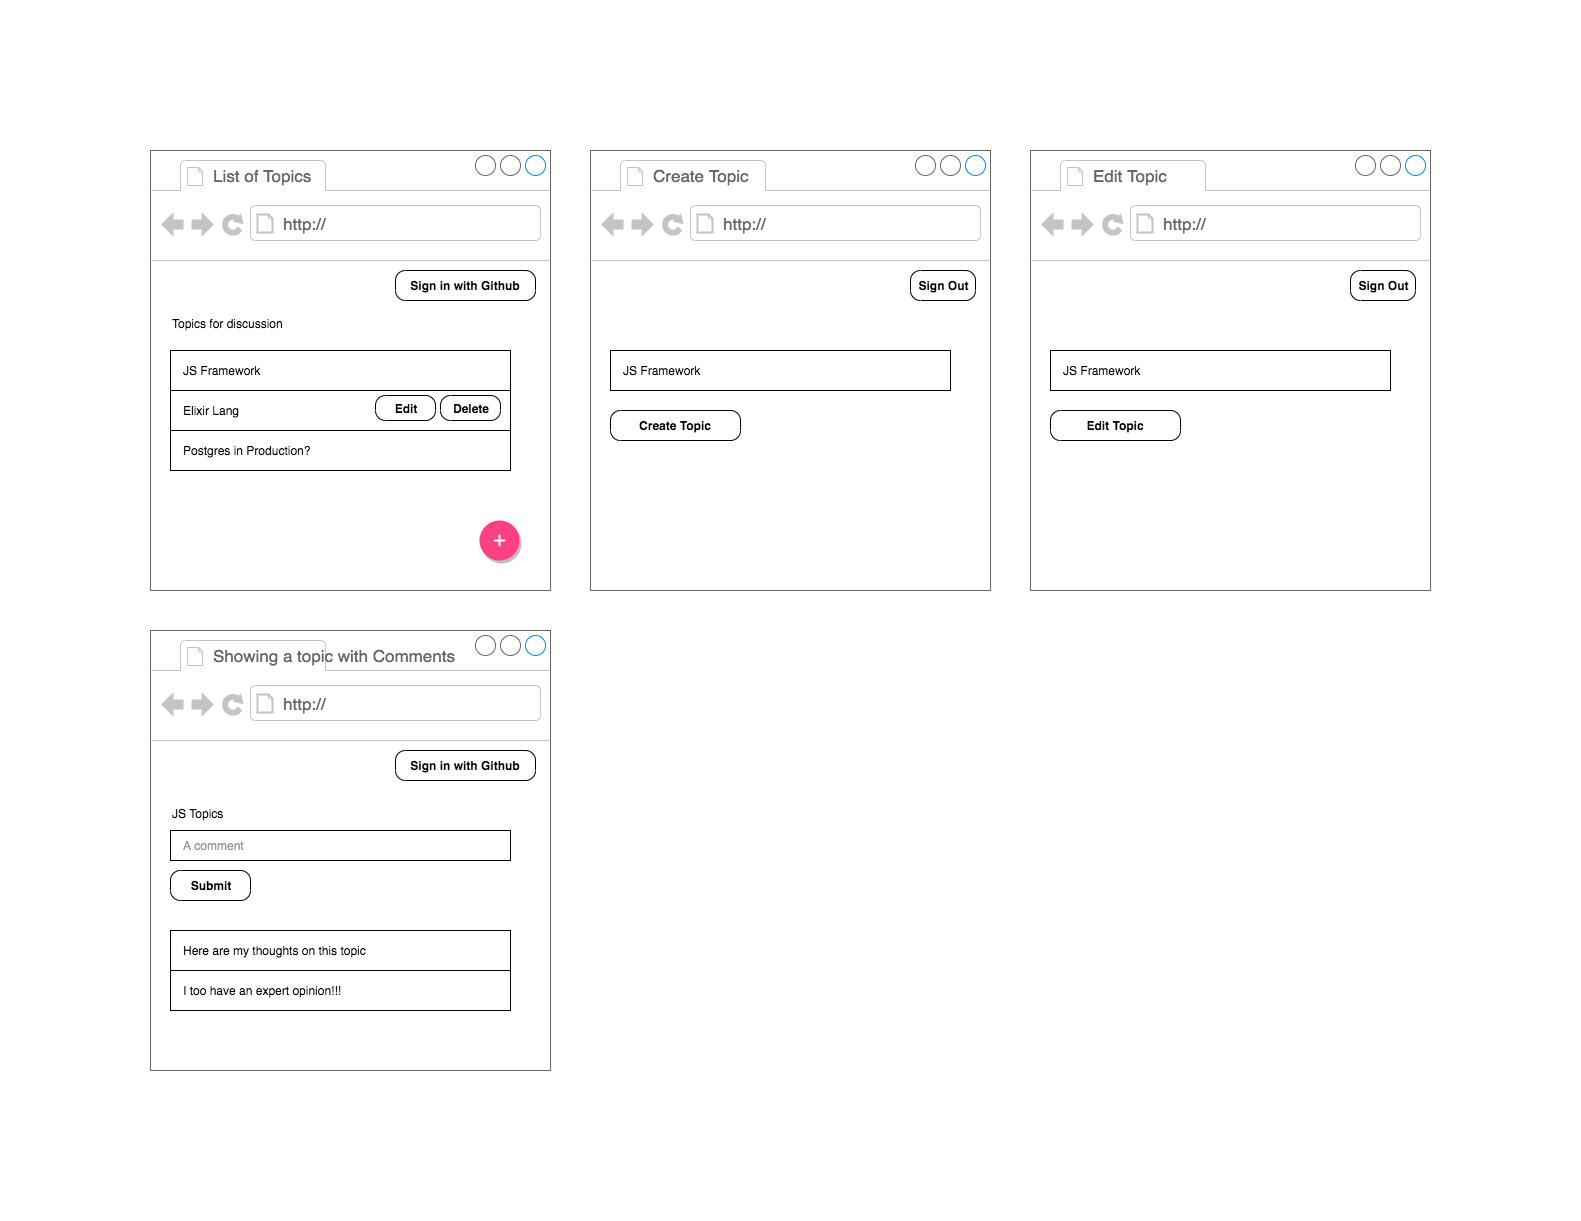 List of Topics
http://
Sign in with Github
Topics for discussion
JS Framework
Elixir Lang
Edit
Delete
Postgres in Production?
+
Create Topic
http://
Sign Out
JS Framework
Create Topic
Edit Topic
http://
Sign Out
JS Framework
Edit Topic
Showing a topic with Comments
http://
Sign in with Github
JS Topics
A comment
Submit
Here are my thoughts on this topic
I too have an expert opinion!!!